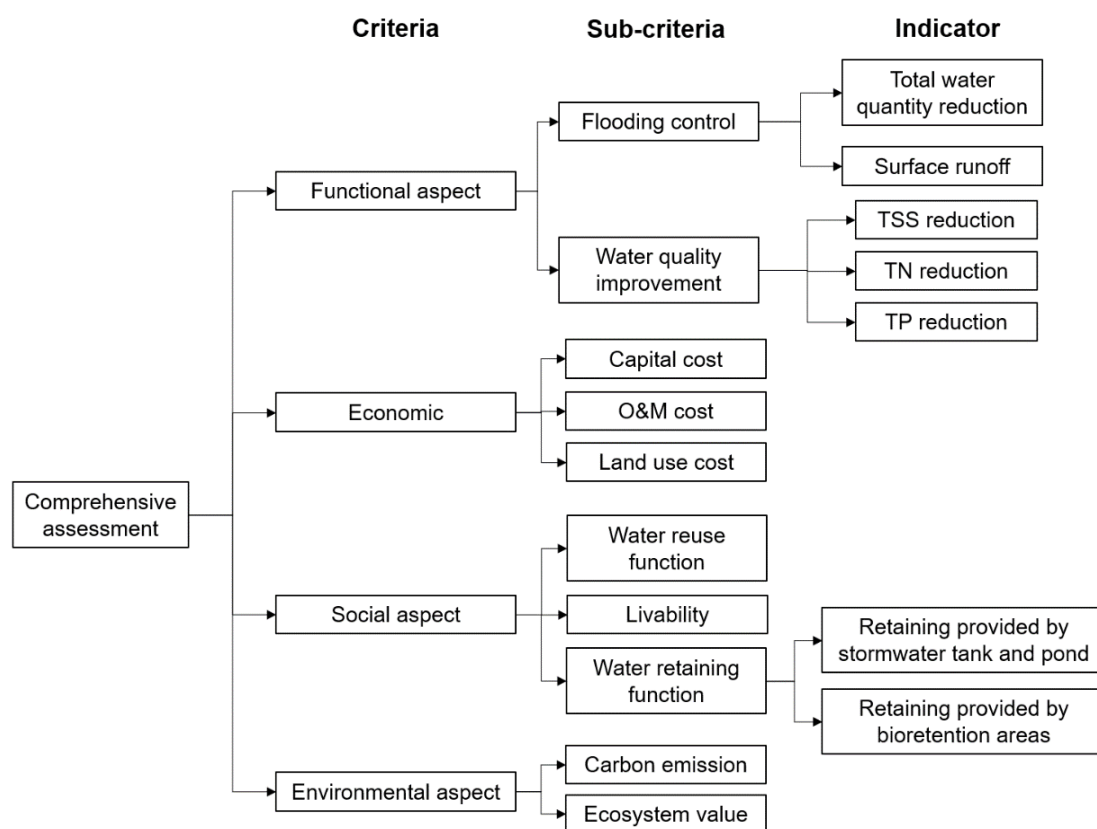 Criteria
Sub-criteria
Indicator
Comprehensive
assessment
Functional aspect
Flooding control
Total water
quantity reduction
Surface runoff
Water quality
improvement
TSS reduction
TN reduction
TP reduction
Economic
Capital cost
O&M cost
Land use cost
Social aspect
Water reuse
function
Livability
Water retaining
function
Retaining provided by
stormwater tank and pond
Retaining provided by
bioretention areas
Environmental aspect
Carbon emission
Ecosystem value